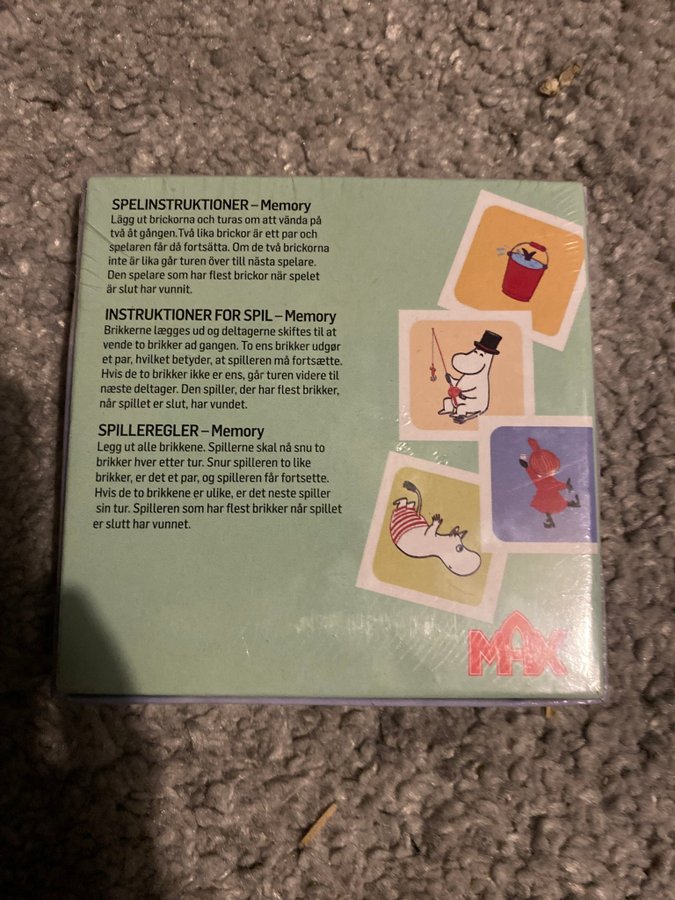 SPELINSTRUKTIONER – Memory
Lägg ut brickorna och turas om att vända på
två åt gången.Två lika brickor är ett par och
spelaren får då fortsätta. Om de två brickorna
inte är lika går turen över till nästa spelare.
Den spelare som har flest brickor när spelet
är slut har vunnit.
INSTRUKTIONER FOR SPIL – Memory
Brikkerne lægges ud og deltagerne skiftes til at
vende to brikker ad gangen. To ens brikker udgør
et par, hvilket betyder, at spilleren må fortsætte.
Hvis de to brikker ikke er ens, går turen videre til
næste deltager. Den spiller, der har flest brikker,
når spillet er slut, har vundet.
SPILLEREGLER – Memory
Legg ut alle brikkene. Spillerne skal nå snu to
brikker hver etter tur. Snur spilleren to like
brikker, er det et par, og spilleren får fortsette.
Hvis de to brikkene er ulike, er det neste spiller
sin tur. Spilleren som har flest brikker når spillet
er slutt har vunnet.
MAX